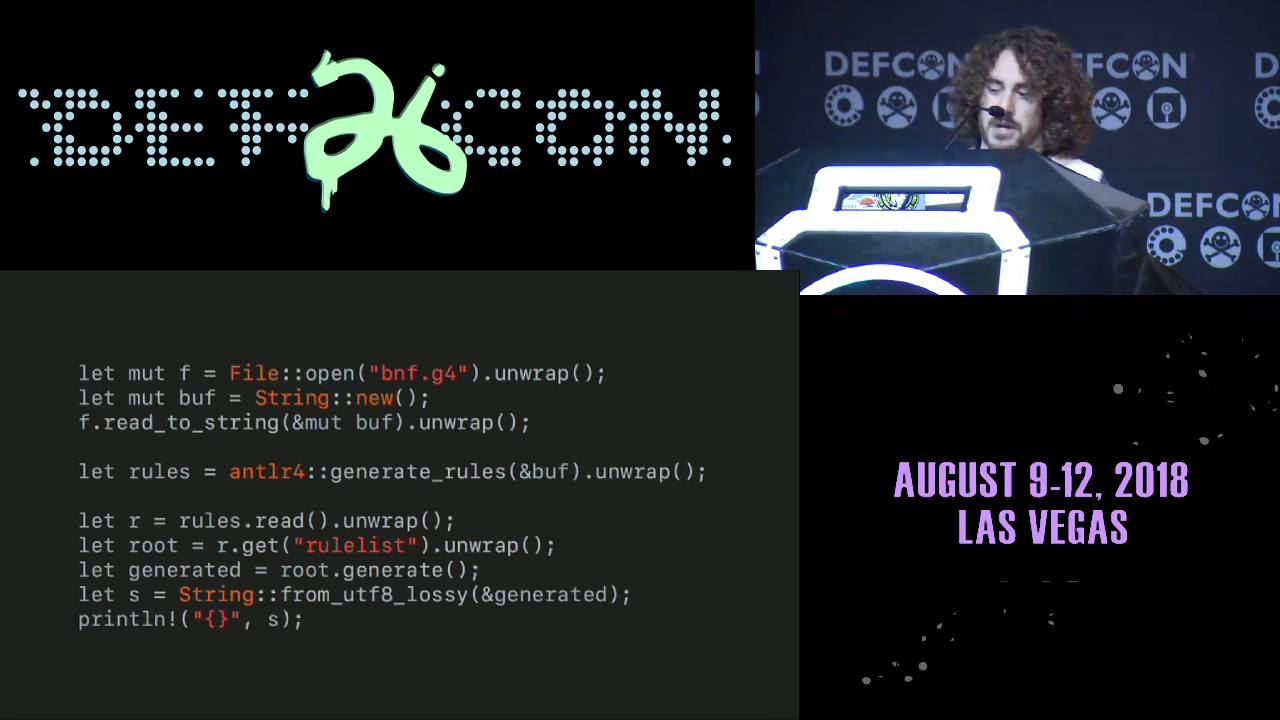 DEF 26 CON
DEFCON
DEFCON
DEFCON
let mut f = File::open("bnf.g4").unwrap();
let mut buf = String::new();
f.read_to_string(&mut buf).unwrap();
let rules = antlr4::generate_rules(&buf).unwrap();
let r = rules.read().unwrap();
let root = r.get("rulelist").unwrap();
let generated = root.generate();
let s = String::from_utf8_lossy(&generated);
println!("{}", s);
AUGUST 9-12, 2018
LAS VEGAS